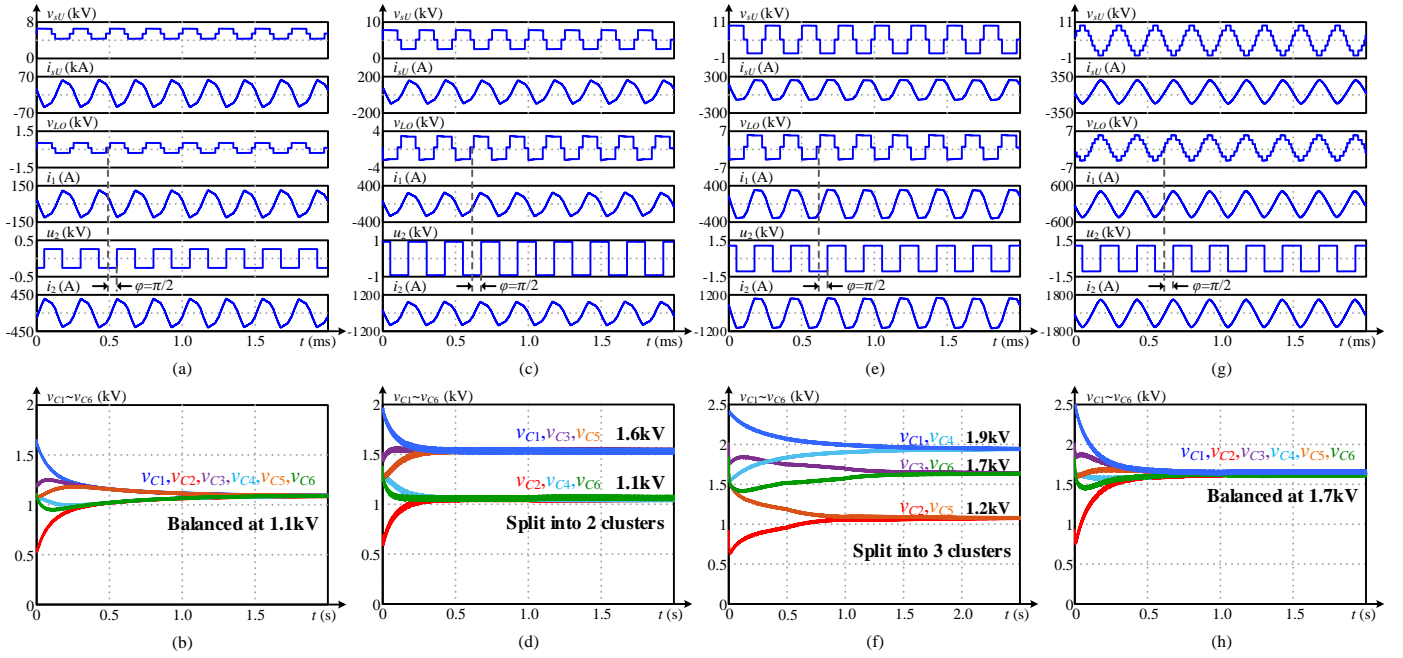 v_sU (kV)
8
0
i_sU (kA)
70
-70
v_LO (kV)
1.5
-1.5
i_1 (A)
150
-150
u_2 (kV)
0.5
-0.5
φ=π/2
i_2 (A)
450
-450
0 0.5 1.0 1.5 t (ms)
(a)
v_sU (kV)
10
0
i_sU (A)
200
-200
v_LO (kV)
4
-4
i_1 (A)
400
-400
u_2 (kV)
1
-1
φ=π/2
i_2 (A)
1200
-1200
0 0.5 1.0 1.5 t (ms)
(c)
v_sU (kV)
11
-1
i_sU (A)
300
-300
v_LO (kV)
7
-7
i_1 (A)
400
-400
u_2 (kV)
1.5
-1.5
φ=π/2
i_2 (A)
1200
-1200
0 0.5 1.0 1.5 t (ms)
(e)
v_sU (kV)
11
-1
i_sU (A)
350
-350
v_LO (kV)
7
-7
i_1 (A)
600
-600
u_2 (kV)
1.5
-1.5
φ=π/2
i_2 (A)
1800
-1800
0 0.5 1.0 1.5 t (ms)
(g)
v_C1~v_C6 (kV)
2
1.5
1
0.5
0
v_C1,v_C2,v_C3,v_C4,v_C5,v_C6
Balanced at 1.1kV
0 0.5 1.0 1.5 t (s)
(b)
v_C1~v_C6 (kV)
2
1.5
1
0.5
0
v_C1,v_C3,v_C5 1.6kV
v_C2,v_C4,v_C6 1.1kV
Split into 2 clusters
0 0.5 1.0 1.5 t (s)
(d)
v_C1~v_C6 (kV)
2.5
2
1.5
1
0.5
0
v_C1,v_C4 1.9kV
v_C3,v_C6 1.7kV
v_C2,v_C5 1.2kV
Split into 3 clusters
0 0.5 1.0 1.5 2.0 t (s)
(f)
v_C1~v_C6 (kV)
2.5
2
1.5
1
0.5
0
v_C1,v_C2,v_C3,v_C4,v_C5,v_C6
Balanced at 1.7kV
0 0.5 1.0 1.5 t (s)
(h)